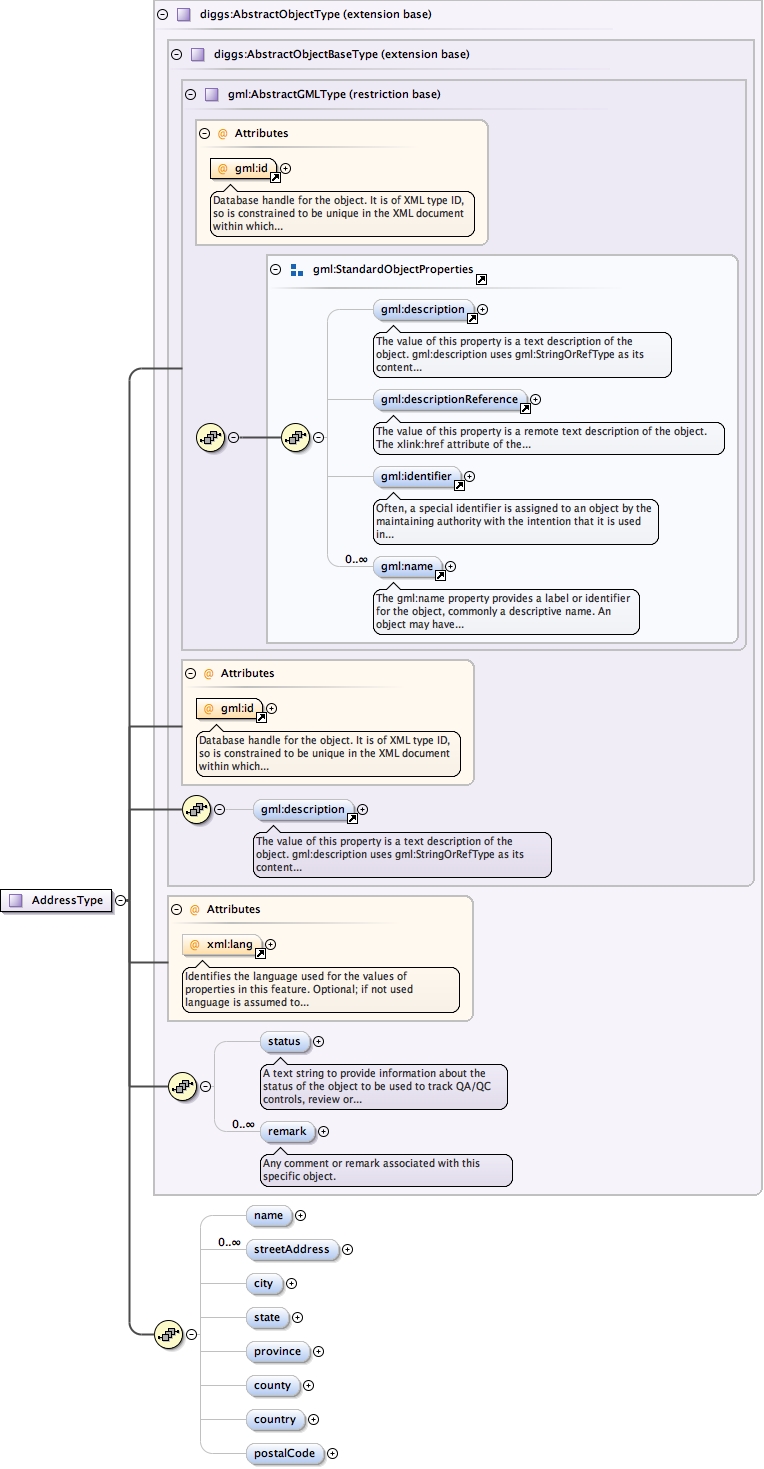 diggs:AbstractObjectType (extension base)
diggs:AbstractObjectBaseType (extension base)
gml:AbstractGMLType (restriction base)
@ Attributes
@ gml:id
Database handle for the object. It is of XML type ID,
so is constrained to be unique in the XML document
within which...
gml:StandardObjectProperties
gml:description
The value of this property is a text description of the
object. gml:description uses gml:StringOrRefType as its
content...
gml:descriptionReference
The value of this property is a remote text description of the object.
The xlink:href attribute of the...
gml:identifier
Often, a special identifier is assigned to an object by the
maintaining authority with the intention that it is used
in...
0..∞
gml:name
The gml:name property provides a label or identifier
for the object, commonly a descriptive name. An
object may have...
@ Attributes
@ gml:id
Database handle for the object. It is of XML type ID,
so is constrained to be unique in the XML document
within which...
gml:description
The value of this property is a text description of the
object. gml:description uses gml:StringOrRefType as its
content...
AddressType
@ Attributes
@ xml:lang
Identifies the language used for the values of
properties in this feature. Optional; if not used
language is assumed to...
status
A text string to provide information about the
status of the object to be used to track QA/QC
controls, review or...
0..∞
remark
Any comment or remark associated with this
specific object.
name
0..∞
streetAddress
city
state
province
county
country
postalCode